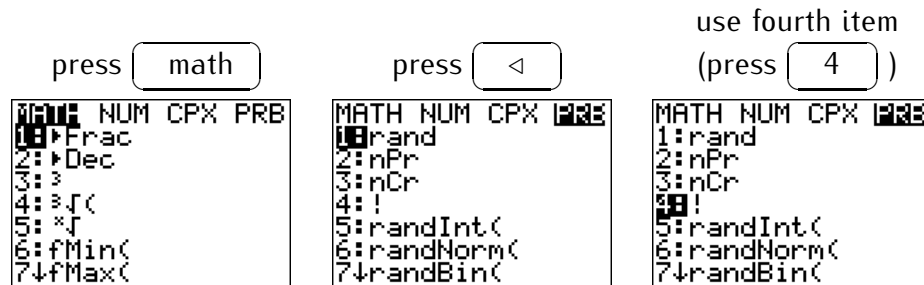 press math
MATH NUM CPX PRB
1:►Frac
2:►Dec
3:³
4:³√(
5:ˣ√
6:fMin(
7↓fMax(
press ◁
MATH NUM CPX PRB
1:rand
2:nPr
3:nCr
4:!
5:randInt(
6:randNorm(
7↓randBin(
use fourth item
(press 4 )
MATH NUM CPX PRB
1:rand
2:nPr
3:nCr
4:!
5:randInt(
6:randNorm(
7↓randBin(